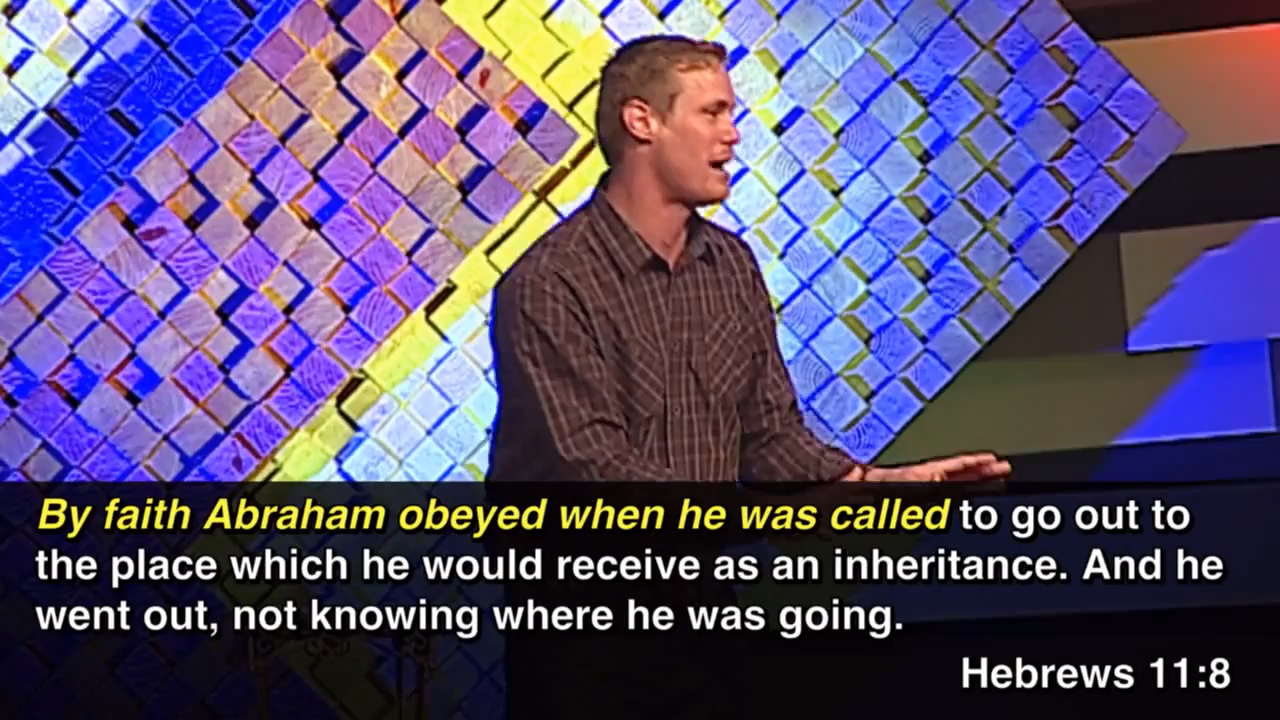 By faith Abraham obeyed when he was called to go out to
the place which he would receive as an inheritance. And he
went out, not knowing where he was going.
Hebrews 11:8